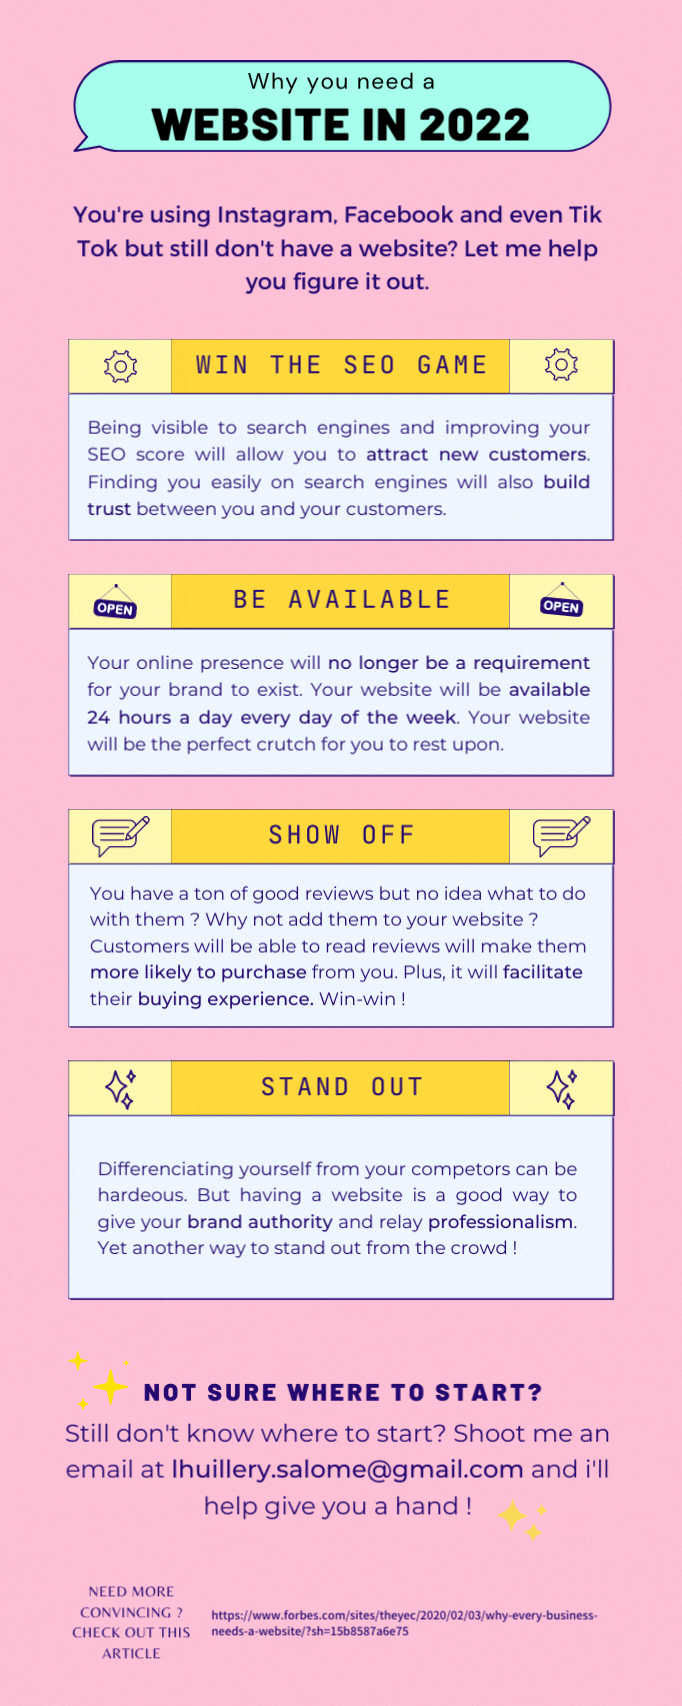 Why you need a
WEBSITE IN 2022
You're using Instagram, Facebook and even Tik
Tok but still don't have a website? Let me help
you figure it out.
WIN THE SEO GAME
Being visible to search engines and improving your
SEO score will allow you to attract new customers.
Finding you easily on search engines will also build
trust between you and your customers.
OPEN
BE AVAILABLE
OPEN
Your online presence will no longer be a requirement
for your brand to exist. Your website will be available
24 hours a day every day of the week. Your website
will be the perfect crutch for you to rest upon.
SHOW OFF
You have a ton of good reviews but no idea what to do
with them ? Why not add them to your website ?
Customers will be able to read reviews will make them
more likely to purchase from you. Plus, it will facilitate
their buying experience. Win-win !
STAND OUT
Differenciating yourself from your competors can be
hardeous. But having a website is a good way to
give your brand authority and relay professionalism.
Yet another way to stand out from the crowd !
NOT SURE WHERE TO START?
Still don't know where to start? Shoot me an
email at lhuillery.salome@gmail.com and i'll
help give you a hand !
NEED MORE
CONVINCING ?
CHECK OUT THIS
ARTICLE
https://www.forbes.com/sites/theyec/2020/02/03/why-every-business-
needs-a-website/?sh=15b8587a6e75